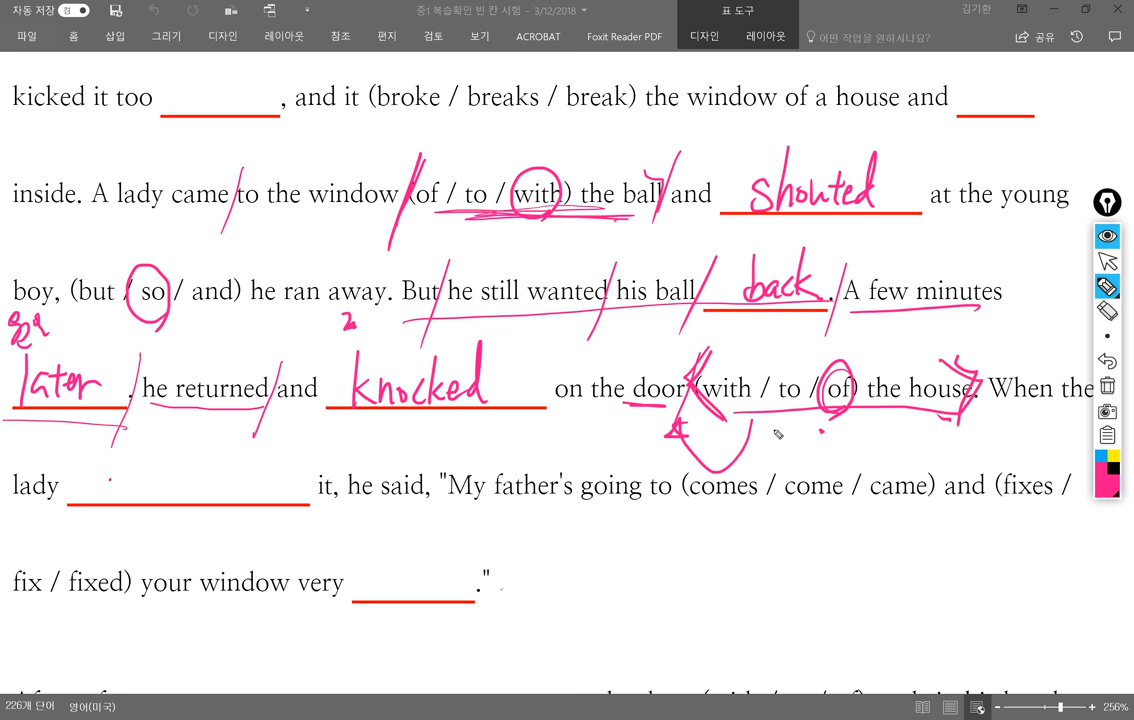 자동 저장 켬 중1 복습확인 빈 칸 시험 - 3/12/2018 표 도구 김기환
파일 홈 삽입 그리기 디자인 레이아웃 참조 편지 검토 보기 ACROBAT Foxit Reader PDF 디자인 레이아웃 어떤 작업을 원하시나요? 공유
kicked it too , and it (broke / breaks / break) the window of a house and
inside. A lady came to the window (of / to / with) the ball and shouted at the young
boy, (but / so / and) he ran away. But he still wanted his ball back. A few minutes
later, he returned and knocked on the door (with / to / of) the house. When the
lady it, he said, "My father's going to (comes / come / came) and (fixes /
fix / fixed) your window very ."
226개 단어 영어(미국) 256%